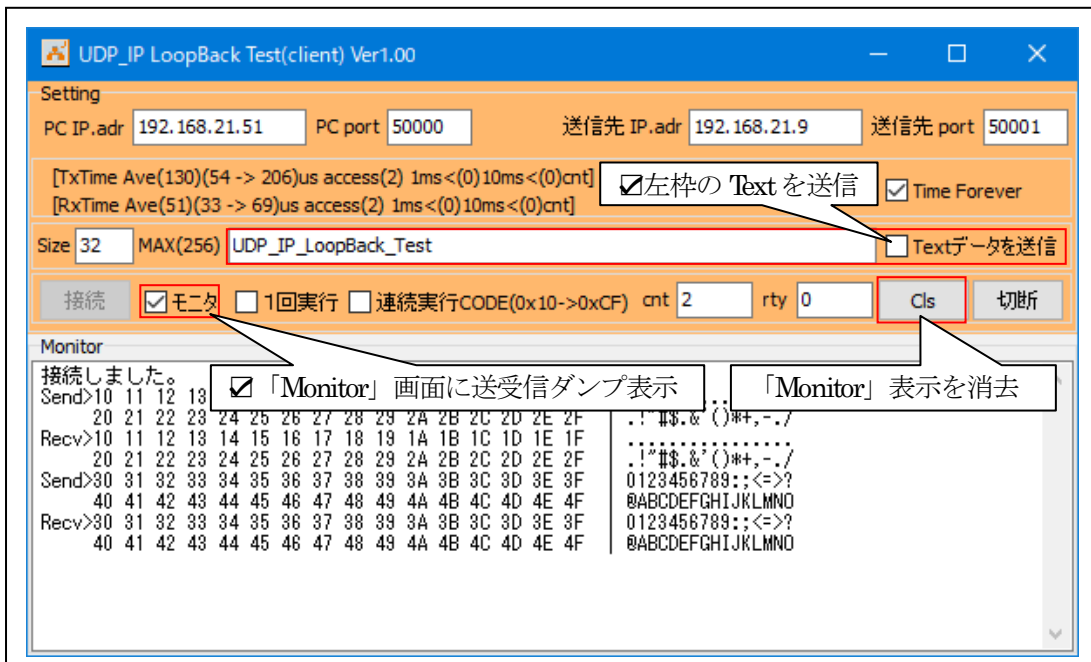 UDP_IP LoopBack Test(client) Ver1.00
Setting
PC IP.adr 192.168.21.51 PC port 50000 送信先 IP.adr 192.168.21.9 送信先 port 50001
[TxTime Ave(130)(54 -> 206)us access(2) 1ms<(0)10ms<(0)cnt]
☑左枠の Text を送信
Time Forever
[RxTime Ave(51)(33 -> 69)us access(2) 1ms<(0)10ms<(0)cnt]
Size 32 MAX(256) UDP_IP_LoopBack_Test Textデータを送信
接続 モニタ 1回実行 連続実行CODE(0x10->0xCF) cnt 2 rty 0 Cls 切断
Monitor
接続しました。
☑「Monitor」画面に送受信ダンプ表示
「Monitor」表示を消去
Send>10 11 12 13
20 21 22 23 24 25 26 27 28 29 2A 2B 2C 2D 2E 2F | .!"#$.&'()*+,-./
Recv>10 11 12 13 14 15 16 17 18 19 1A 1B 1C 1D 1E 1F | ................
20 21 22 23 24 25 26 27 28 29 2A 2B 2C 2D 2E 2F | .!"#$.&'()*+,-./
Send>30 31 32 33 34 35 36 37 38 39 3A 3B 3C 3D 3E 3F | 0123456789:;<=>?
40 41 42 43 44 45 46 47 48 49 4A 4B 4C 4D 4E 4F | @ABCDEFGHIJKLMNO
Recv>30 31 32 33 34 35 36 37 38 39 3A 3B 3C 3D 3E 3F | 0123456789:;<=>?
40 41 42 43 44 45 46 47 48 49 4A 4B 4C 4D 4E 4F | @ABCDEFGHIJKLMNO